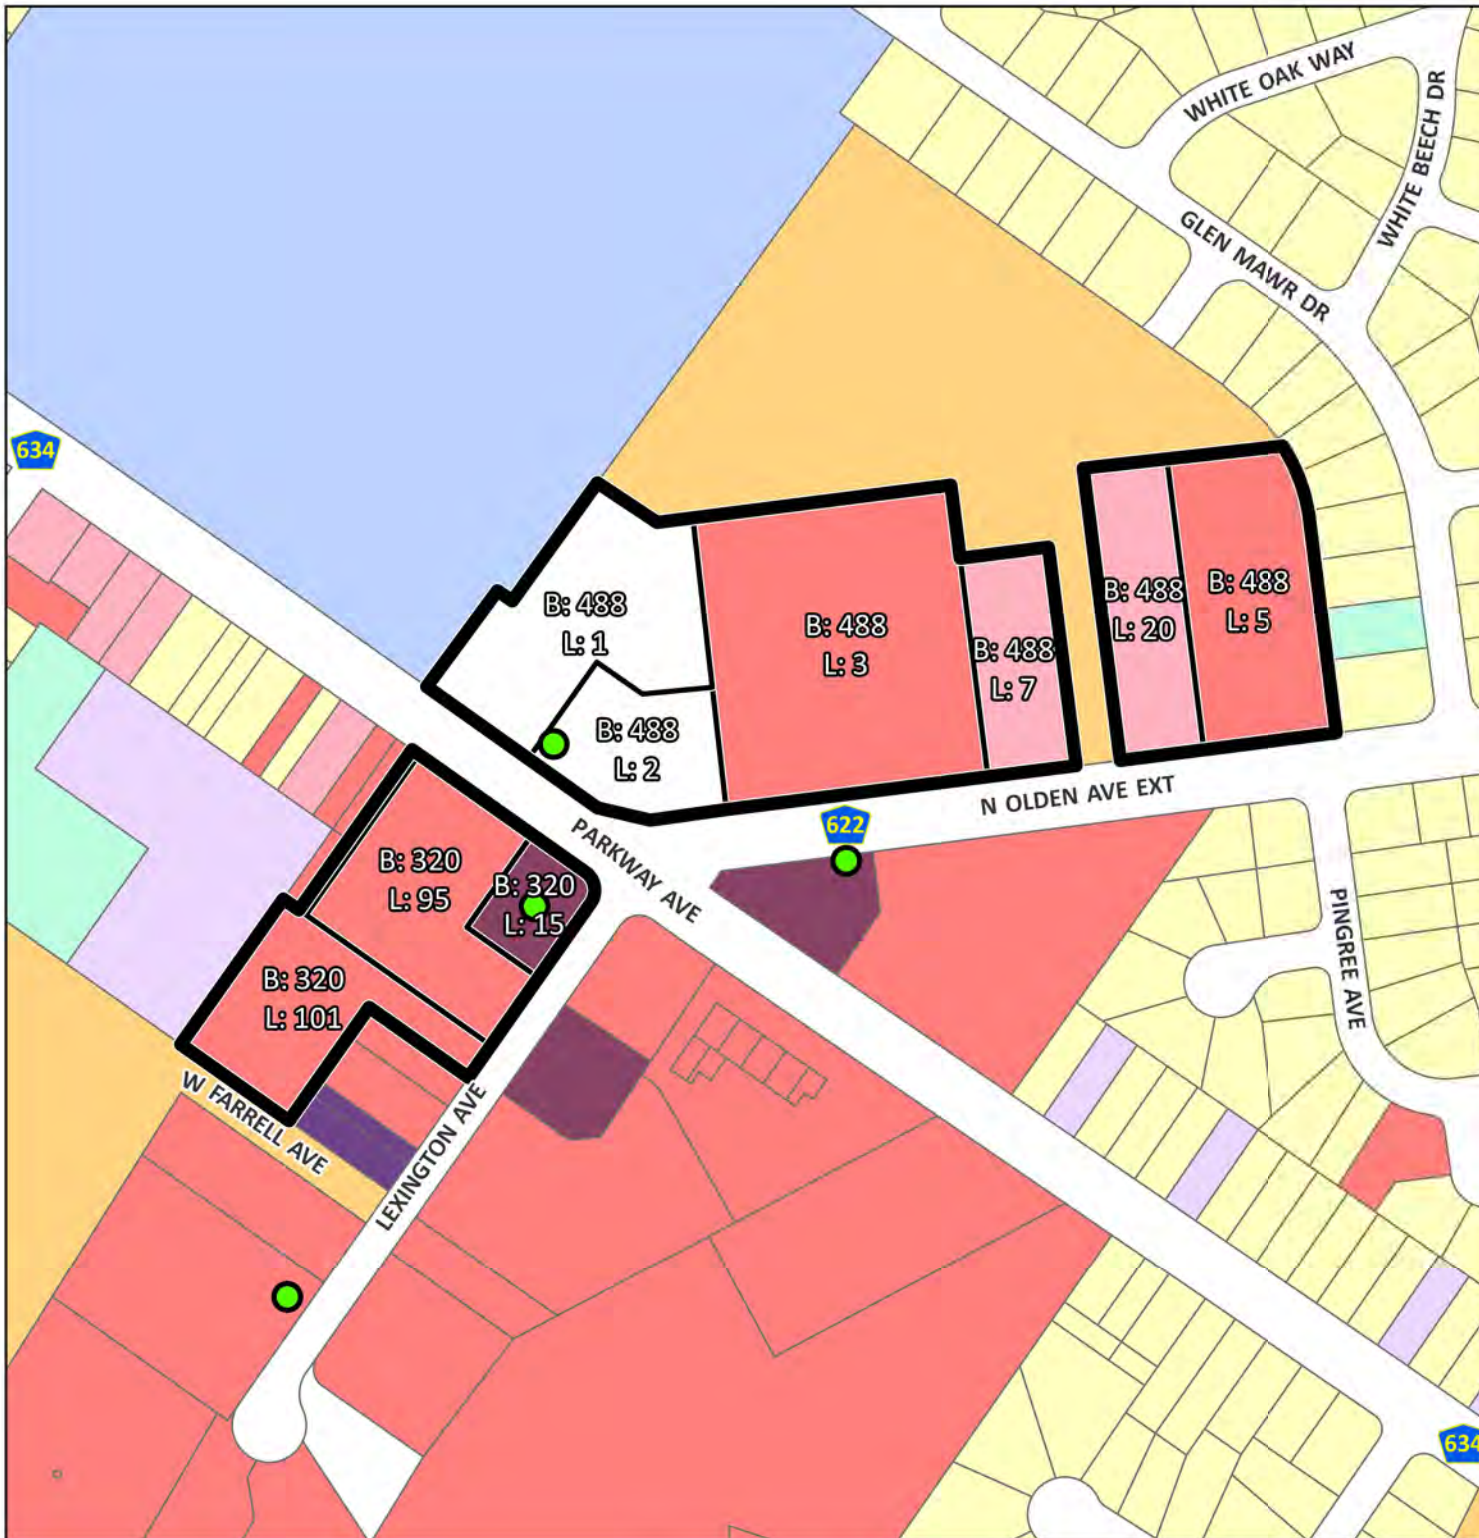 WHITE OAK WAY
WHITE BEECH DR
GLEN MAWR DR
634
B: 488
L: 1
B: 488
L: 2
B: 488
L: 3
B: 488
L: 7
B: 488
L: 20
B: 488
L: 5
N OLDEN AVE EXT
622
PARKWAY AVE
B: 320
L: 95
B: 320
L: 15
B: 320
L: 101
W FARRELL AVE
LEXINGTON AVE
PINGREE AVE
634